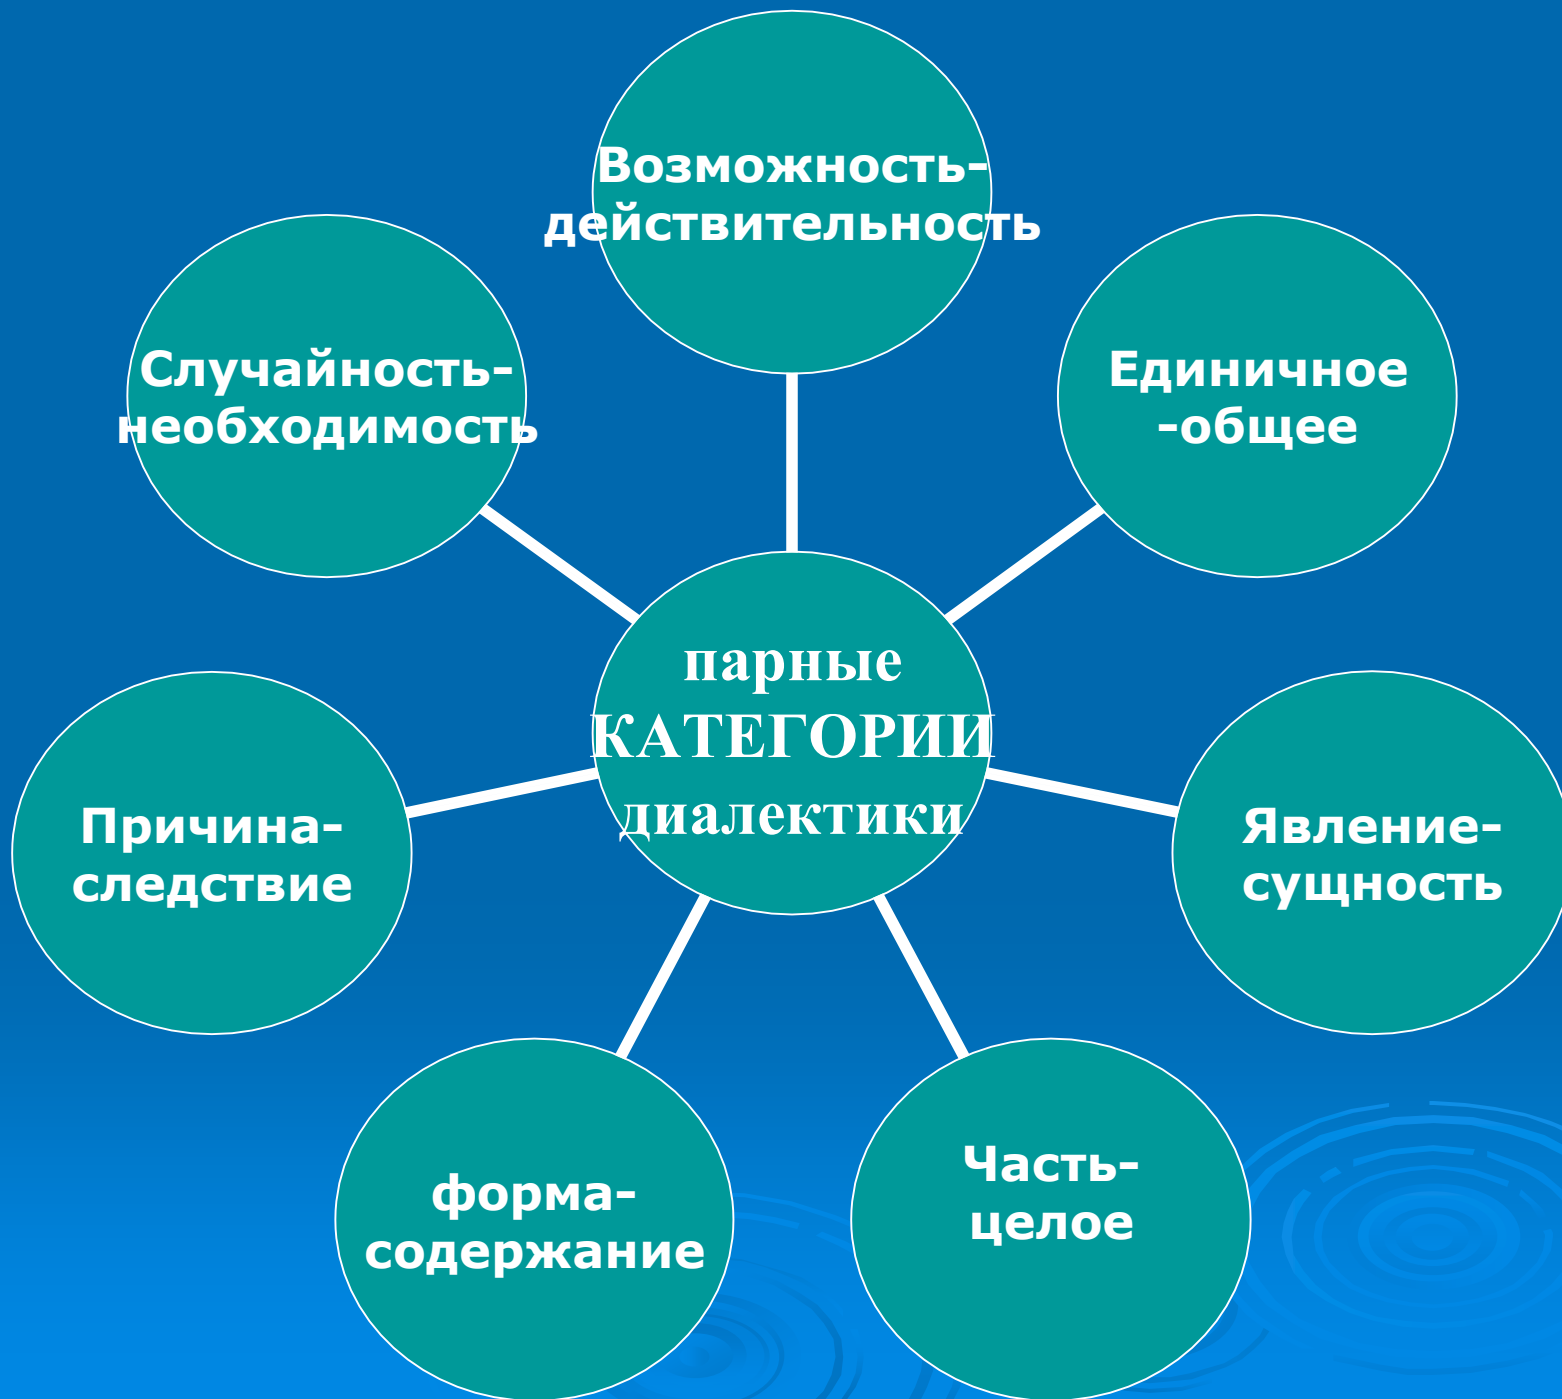 Возможность-
действительность
Случайность-
необходимость
Единичное
-общее
парные
КАТЕГОРИИ
диалектики
Причина-
следствие
Явление-
сущность
форма-
содержание
Часть-
целое